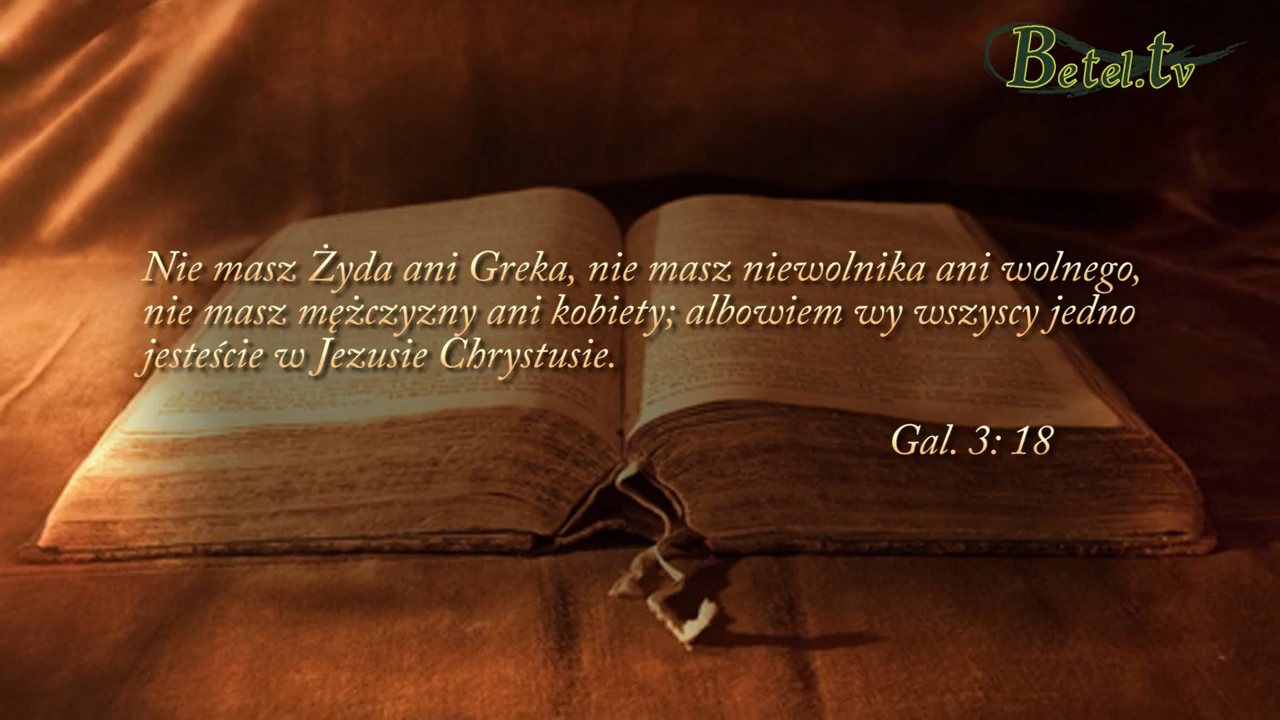 Betel.tv
Nie masz Żyda ani Greka, nie masz niewolnika ani wolnego,
nie masz mężczyzny ani kobiety; albowiem wy wszyscy jedno
jesteście w Jezusie Chrystusie.
Gal. 3: 18